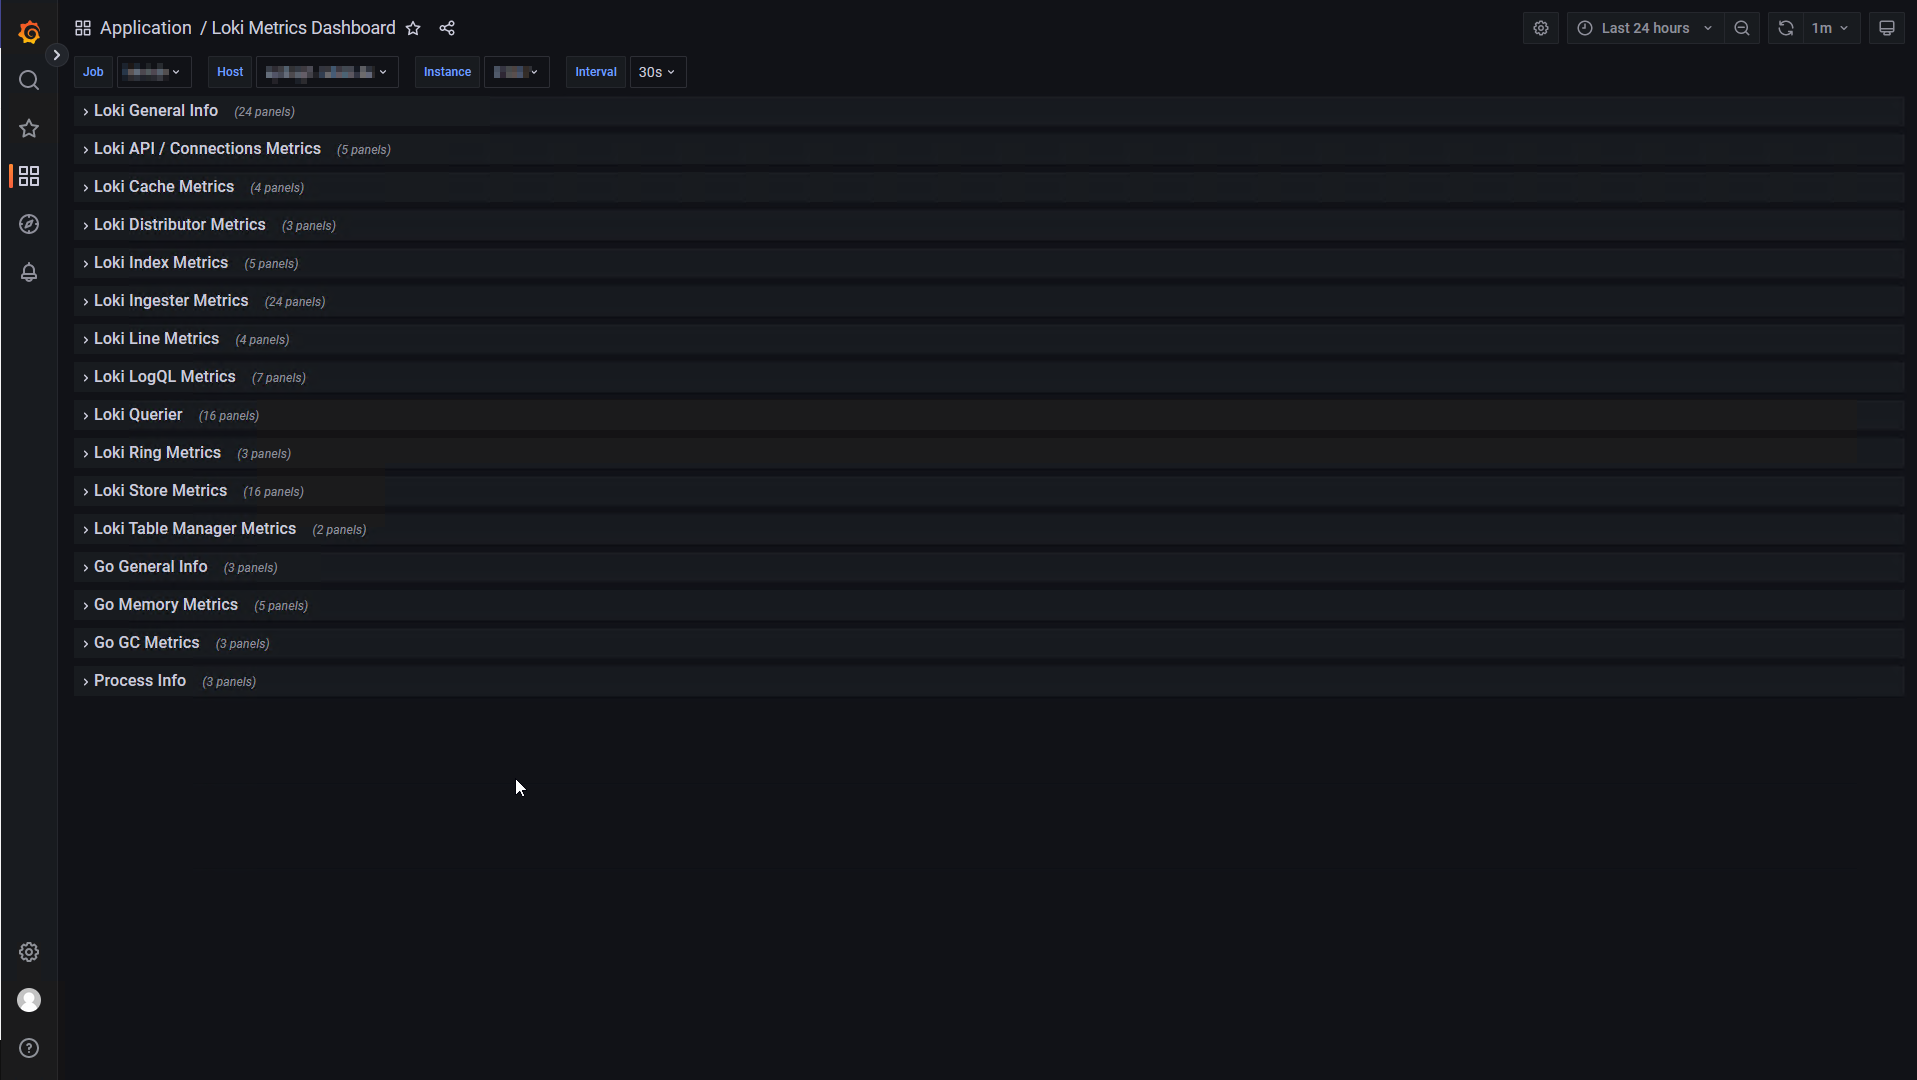 Application / Loki Metrics Dashboard
Last 24 hours
1m
Job
Host
Instance
Interval 30s
Loki General Info (24 panels)
Loki API / Connections Metrics (5 panels)
Loki Cache Metrics (4 panels)
Loki Distributor Metrics (3 panels)
Loki Index Metrics (5 panels)
Loki Ingester Metrics (24 panels)
Loki Line Metrics (4 panels)
Loki LogQL Metrics (7 panels)
Loki Querier (16 panels)
Loki Ring Metrics (3 panels)
Loki Store Metrics (16 panels)
Loki Table Manager Metrics (2 panels)
Go General Info (3 panels)
Go Memory Metrics (5 panels)
Go GC Metrics (3 panels)
Process Info (3 panels)